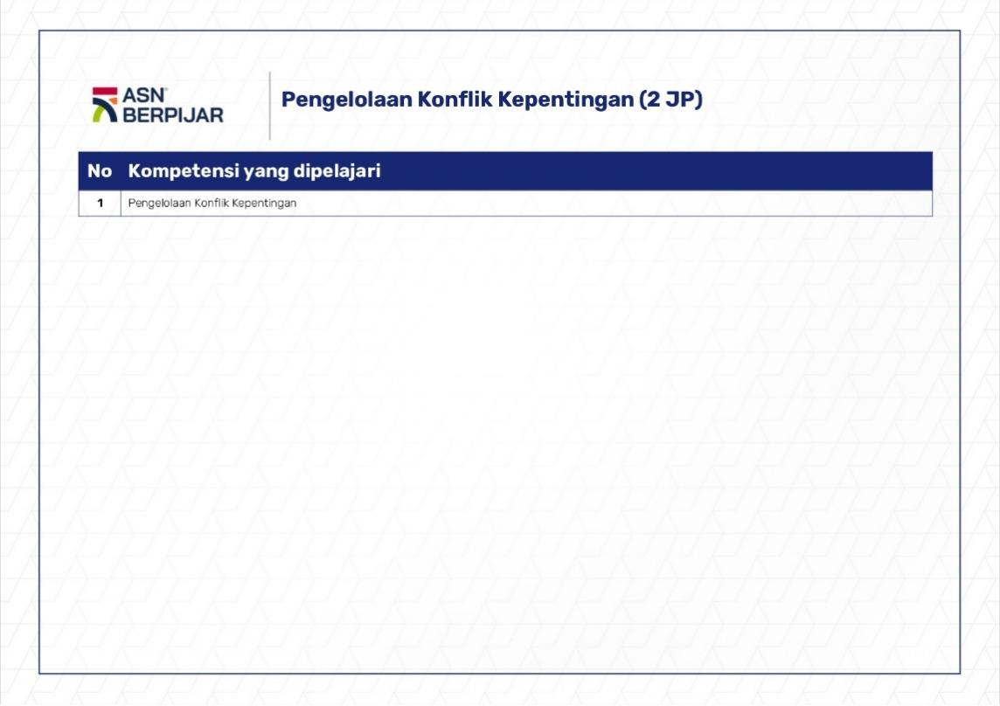 ASN
BERPIJAR
Pengelolaan Konflik Kepentingan (2 JP)
No Kompetensi yang dipelajari
1 Pengelolaan Konflik Kepentingan